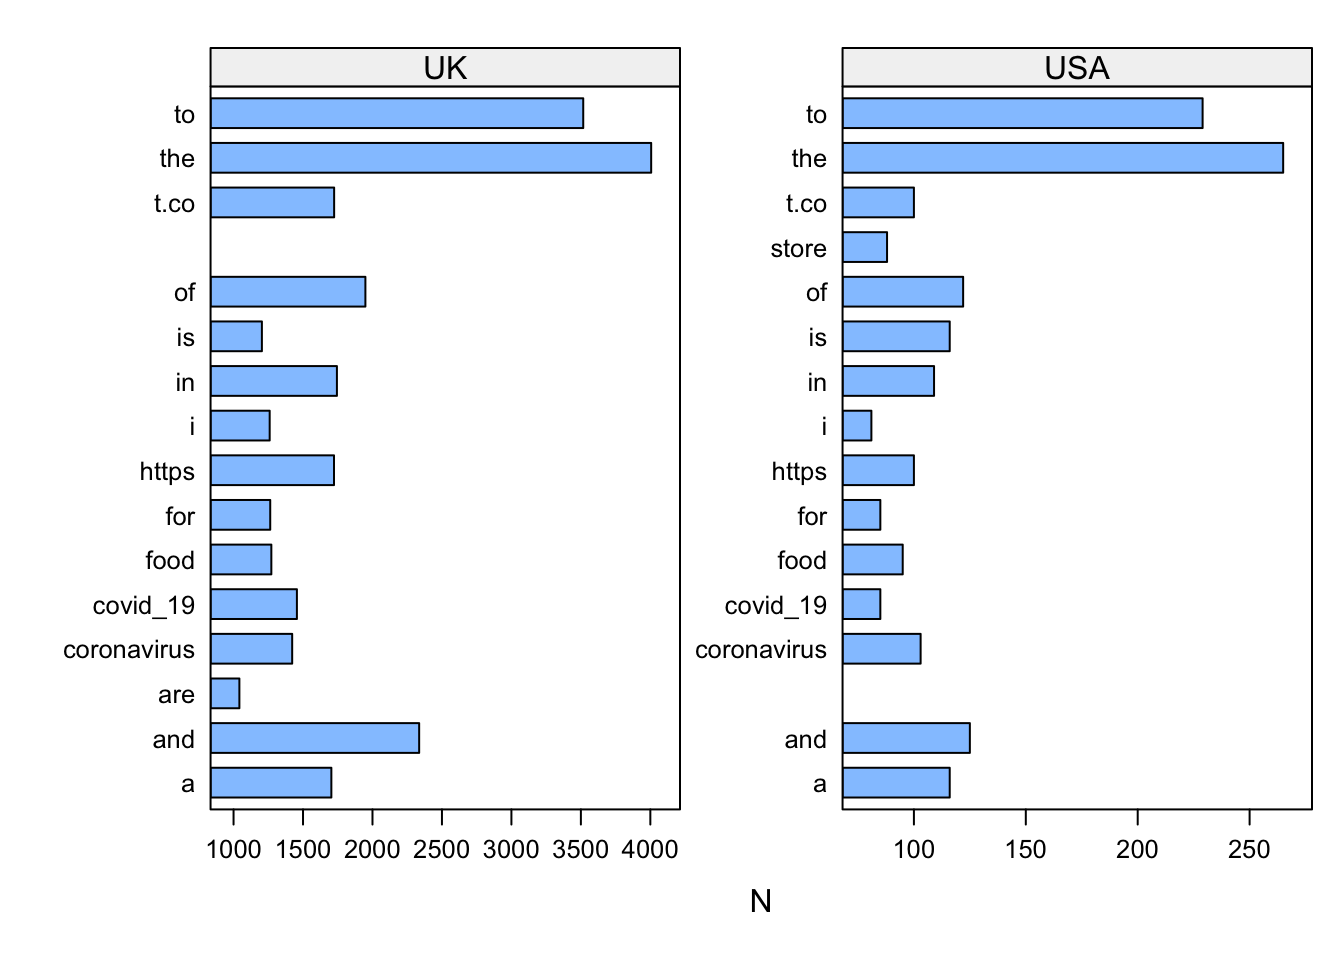 UK
to
the
t.co
of
is
in
i
https
for
food
covid_19
coronavirus
are
and
a
1000 1500 2000 2500 3000 3500 4000
USA
to
the
t.co
store
of
is
in
i
https
for
food
covid_19
coronavirus
and
a
100 150 200 250
N